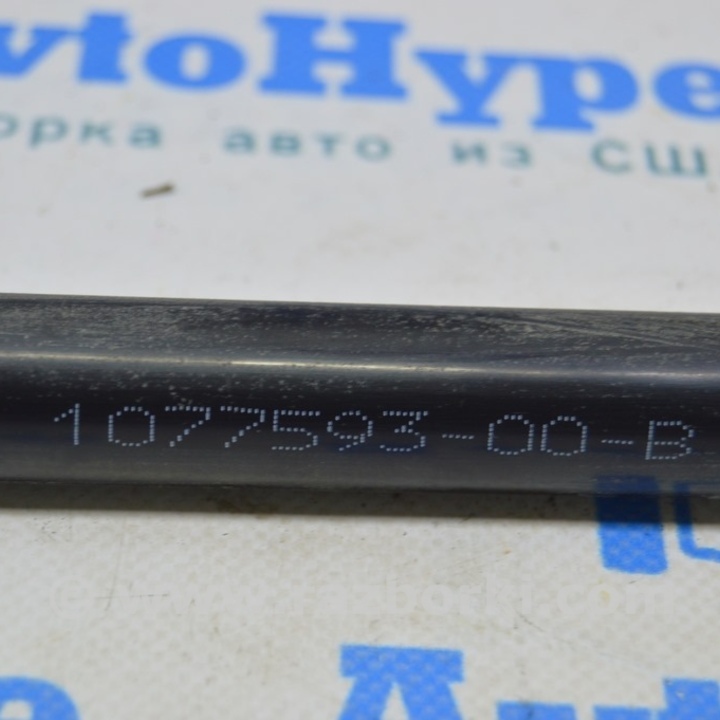 vtoHype
орка авто из СШ
1077593-00-B